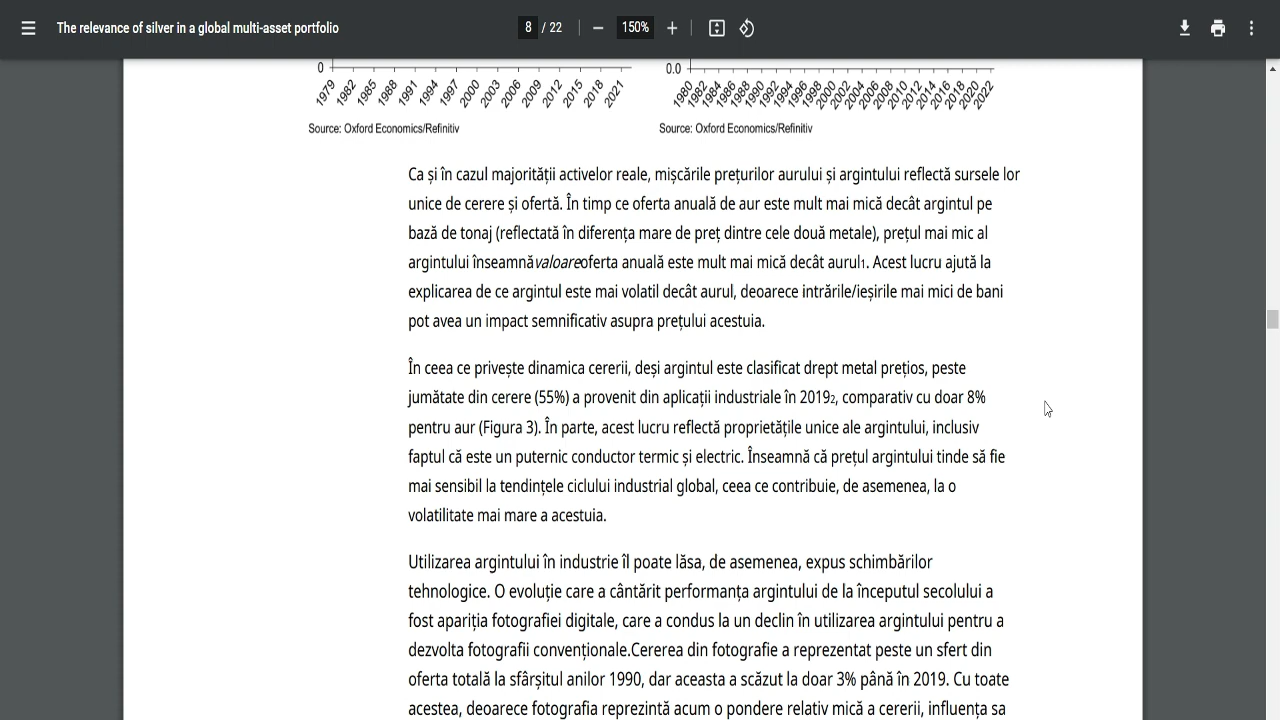 The relevance of silver in a global multi-asset portfolio
8 / 22
150%
0
1979 1982 1985 1988 1991 1994 1997 2000 2003 2006 2009 2012 2015 2018 2021
0.0
1980 1982 1984 1986 1988 1990 1992 1994 1996 1998 2000 2002 2004 2006 2008 2010 2012 2014 2016 2018 2020 2022
Source: Oxford Economics/Refinitiv
Source: Oxford Economics/Refinitiv
Ca și în cazul majorității activelor reale, mișcările prețurilor aurului și argintului reflectă sursele lor
unice de cerere și ofertă. În timp ce oferta anuală de aur este mult mai mică decât argintul pe
bază de tonaj (reflectată în diferența mare de preț dintre cele două metale), prețul mai mic al
argintului înseamnăvaloareoferta anuală este mult mai mică decât aurul1. Acest lucru ajută la
explicarea de ce argintul este mai volatil decât aurul, deoarece intrările/ieșirile mai mici de bani
pot avea un impact semnificativ asupra prețului acestuia.
În ceea ce privește dinamica cererii, deși argintul este clasificat drept metal prețios, peste
jumătate din cerere (55%) a provenit din aplicații industriale în 20192, comparativ cu doar 8%
pentru aur (Figura 3). În parte, acest lucru reflectă proprietățile unice ale argintului, inclusiv
faptul că este un puternic conductor termic și electric. Înseamnă că prețul argintului tinde să fie
mai sensibil la tendințele ciclului industrial global, ceea ce contribuie, de asemenea, la o
volatilitate mai mare a acestuia.
Utilizarea argintului în industrie îl poate lăsa, de asemenea, expus schimbărilor
tehnologice. O evoluție care a cântărit performanța argintului de la începutul secolului a
fost apariția fotografiei digitale, care a condus la un declin în utilizarea argintului pentru a
dezvolta fotografii convenționale.Cererea din fotografie a reprezentat peste un sfert din
oferta totală la sfârșitul anilor 1990, dar aceasta a scăzut la doar 3% până în 2019. Cu toate
acestea, deoarece fotografia reprezintă acum o pondere relativ mică a cererii, influența sa